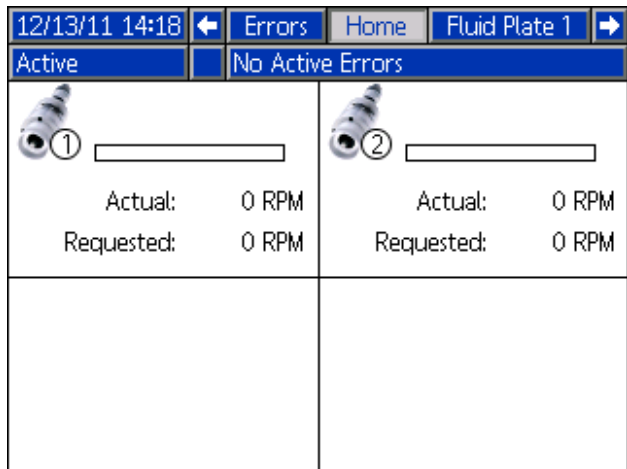 12/13/11 14:18 Errors Home Fluid Plate 1
Active No Active Errors
1 2
Actual: 0 RPM Actual: 0 RPM
Requested: 0 RPM Requested: 0 RPM